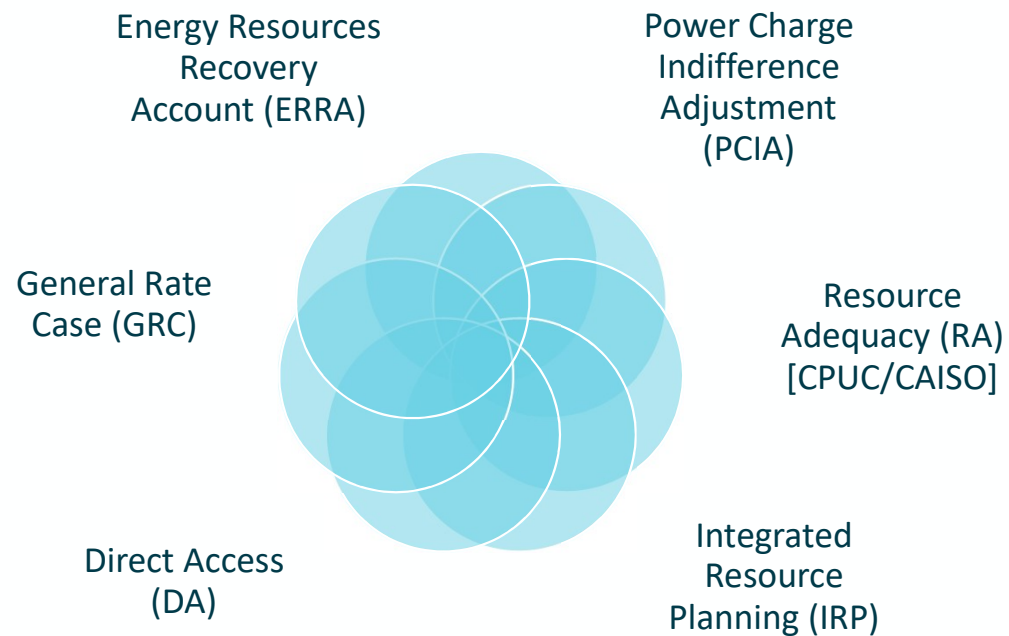 Energy Resources
Recovery
Account (ERRA)
Power Charge
Indifference
Adjustment
(PCIA)
General Rate
Case (GRC)
Resource
Adequacy (RA)
[CPUC/CAISO]
Direct Access
(DA)
Integrated
Resource
Planning (IRP)